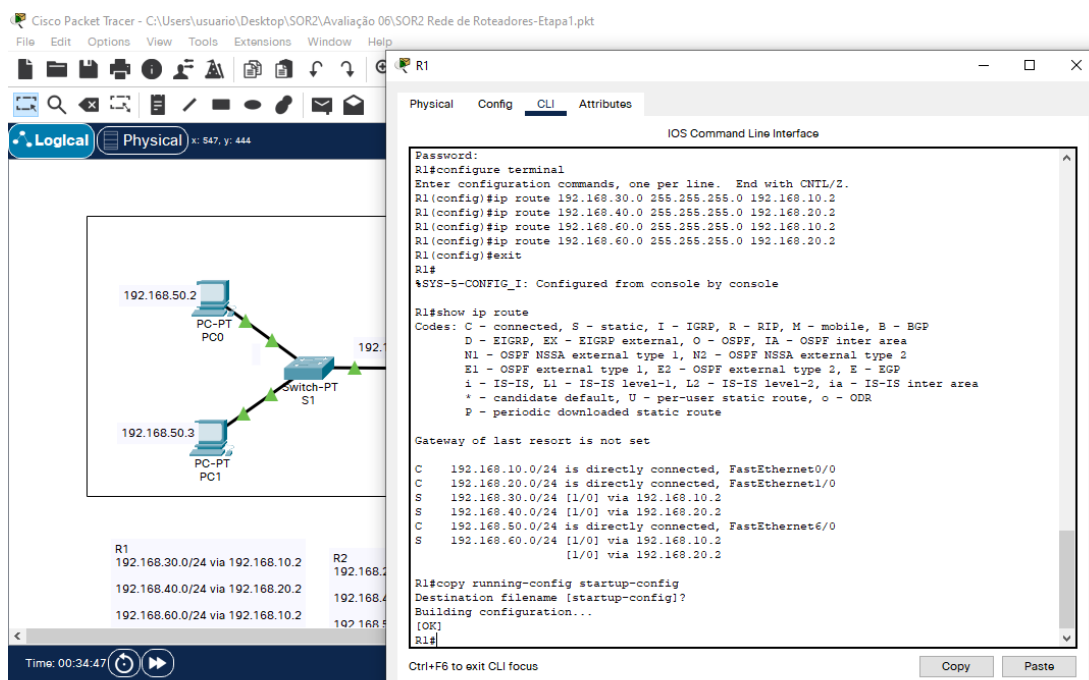 Cisco Packet Tracer - C:\Users\usuario\Desktop\SOR2\Avaliação 06\SOR2 Rede de Roteadores-Etapa1.pkt
File Edit Options View Tools Extensions Window Help
Logical Physical x: 547, y: 444
192.168.50.2
PC-PT
PC0
192.1
Switch-PT
S1
192.168.50.3
PC-PT
PC1
R1
192.168.30.0/24 via 192.168.10.2
192.168.40.0/24 via 192.168.20.2
192.168.60.0/24 via 192.168.10.2
R2
192.168.2
192.168.4
192.168.5
Time: 00:34:47
R1
Physical Config CLI Attributes
IOS Command Line Interface
Password:
R1#configure terminal
Enter configuration commands, one per line. End with CNTL/Z.
R1(config)#ip route 192.168.30.0 255.255.255.0 192.168.10.2
R1(config)#ip route 192.168.40.0 255.255.255.0 192.168.20.2
R1(config)#ip route 192.168.60.0 255.255.255.0 192.168.10.2
R1(config)#ip route 192.168.60.0 255.255.255.0 192.168.20.2
R1(config)#exit
R1#
%SYS-5-CONFIG_I: Configured from console by console
R1#show ip route
Codes: C - connected, S - static, I - IGRP, R - RIP, M - mobile, B - BGP
D - EIGRP, EX - EIGRP external, O - OSPF, IA - OSPF inter area
N1 - OSPF NSSA external type 1, N2 - OSPF NSSA external type 2
E1 - OSPF external type 1, E2 - OSPF external type 2, E - EGP
i - IS-IS, L1 - IS-IS level-1, L2 - IS-IS level-2, ia - IS-IS inter area
* - candidate default, U - per-user static route, o - ODR
P - periodic downloaded static route
Gateway of last resort is not set
C 192.168.10.0/24 is directly connected, FastEthernet0/0
C 192.168.20.0/24 is directly connected, FastEthernet1/0
S 192.168.30.0/24 [1/0] via 192.168.10.2
S 192.168.40.0/24 [1/0] via 192.168.20.2
C 192.168.50.0/24 is directly connected, FastEthernet6/0
S 192.168.60.0/24 [1/0] via 192.168.10.2
[1/0] via 192.168.20.2
R1#copy running-config startup-config
Destination filename [startup-config]?
Building configuration...
[OK]
R1#
Ctrl+F6 to exit CLI focus
Copy Paste